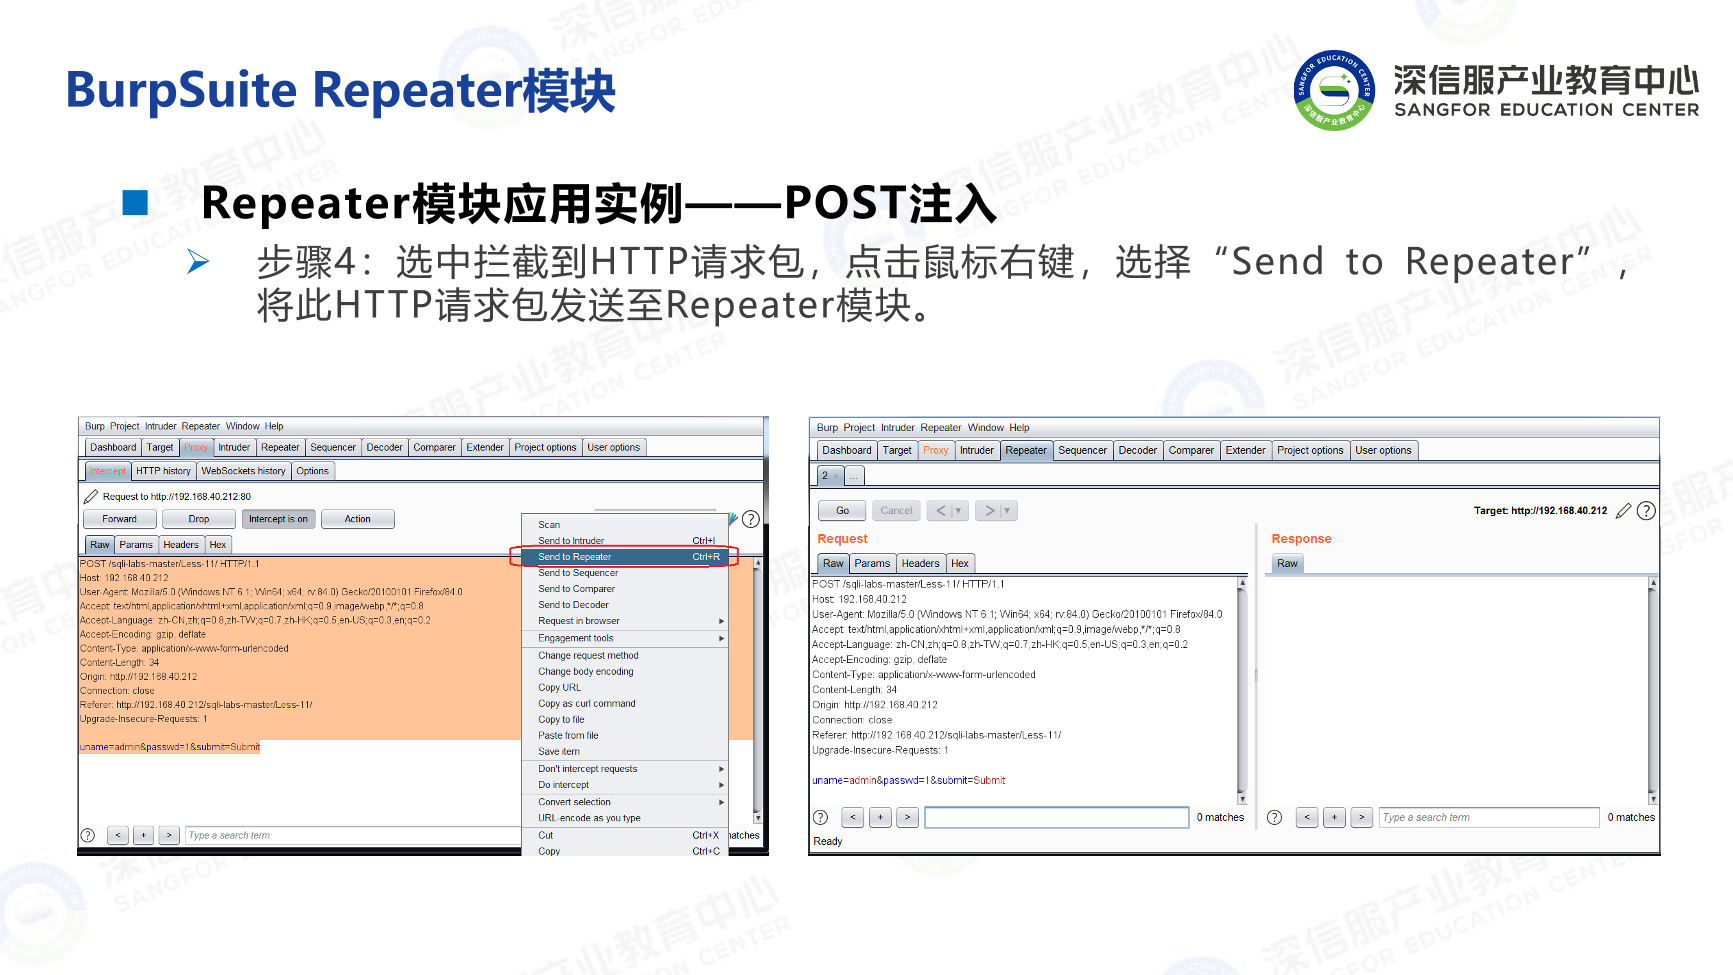 BurpSuite Repeater模块
深信服产业教育中心
SANGFOR EDUCATION CENTER
Repeater模块应用实例——POST注入
步骤4：选中拦截到HTTP请求包，点击鼠标右键，选择“Send to Repeater”，
将此HTTP请求包发送至Repeater模块。
Burp Project Intruder Repeater Window Help
Dashboard Target Proxy Intruder Repeater Sequencer Decoder Comparer Extender Project options User options
Intercept HTTP history WebSockets history Options
Request to http://192.168.40.212:80
Forward Drop Intercept is on Action
Raw Params Headers Hex
POST /sqli-labs-master/Less-11/ HTTP/1.1
Host: 192.168.40.212
User-Agent: Mozilla/5.0 (Windows NT 6.1; Win64; x64; rv:84.0) Gecko/20100101 Firefox/84.0
Accept: text/html,application/xhtml+xml,application/xml;q=0.9,image/webp,*/*;q=0.8
Accept-Language: zh-CN,zh;q=0.8,zh-TW;q=0.7,zh-HK;q=0.5,en-US;q=0.3,en;q=0.2
Accept-Encoding: gzip, deflate
Content-Type: application/x-www-form-urlencoded
Content-Length: 34
Origin: http://192.168.40.212
Connection: close
Referer: http://192.168.40.212/sqli-labs-master/Less-11/
Upgrade-Insecure-Requests: 1
uname=admin&passwd=1&submit=Submit
Scan
Send to Intruder Ctrl+I
Send to Repeater Ctrl+R
Send to Sequencer
Send to Comparer
Send to Decoder
Request in browser
Engagement tools
Change request method
Change body encoding
Copy URL
Copy as curl command
Copy to file
Paste from file
Save item
Don't intercept requests
Do intercept
Convert selection
URL-encode as you type
Cut Ctrl+X
Copy Ctrl+C
? < + > Type a search term matches
Burp Project Intruder Repeater Window Help
Dashboard Target Proxy Intruder Repeater Sequencer Decoder Comparer Extender Project options User options
2 × ...
Go Cancel < > Target: http://192.168.40.212 ?
Request
Raw Params Headers Hex
POST /sqli-labs-master/Less-11/ HTTP/1.1
Host: 192.168.40.212
User-Agent: Mozilla/5.0 (Windows NT 6.1; Win64; x64; rv:84.0) Gecko/20100101 Firefox/84.0
Accept: text/html,application/xhtml+xml,application/xml;q=0.9,image/webp,*/*;q=0.8
Accept-Language: zh-CN,zh;q=0.8,zh-TW;q=0.7,zh-HK;q=0.5,en-US;q=0.3,en;q=0.2
Accept-Encoding: gzip, deflate
Content-Type: application/x-www-form-urlencoded
Content-Length: 34
Origin: http://192.168.40.212
Connection: close
Referer: http://192.168.40.212/sqli-labs-master/Less-11/
Upgrade-Insecure-Requests: 1
uname=admin&passwd=1&submit=Submit
? < + > 0 matches
Ready
Response
Raw
? < + > Type a search term 0 matches